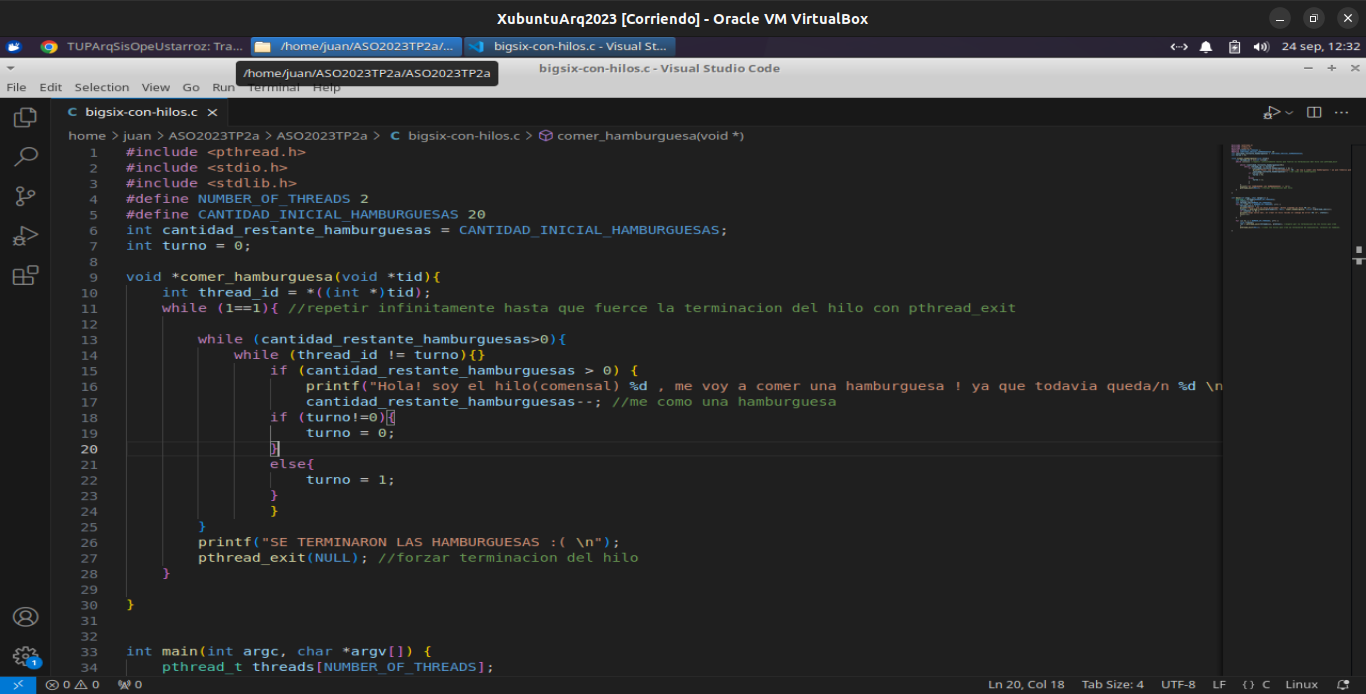 XubuntuArq2023 [Corriendo] - Oracle VM VirtualBox
TUPArqSisOpeUstarroz: Tra... /home/juan/ASO2023TP2a/... bigsix-con-hilos.c - Visual St... 24 sep, 12:32
/home/juan/ASO2023TP2a/ASO2023TP2a
bigsix-con-hilos.c - Visual Studio Code
File Edit Selection View Go Run Terminal Help
C bigsix-con-hilos.c
home > juan > ASO2023TP2a > ASO2023TP2a > C bigsix-con-hilos.c > comer_hamburguesa(void *)
1 #include <pthread.h>
2 #include <stdio.h>
3 #include <stdlib.h>
4 #define NUMBER_OF_THREADS 2
5 #define CANTIDAD_INICIAL_HAMBURGUESAS 20
6 int cantidad_restante_hamburguesas = CANTIDAD_INICIAL_HAMBURGUESAS;
7 int turno = 0;
8
9 void *comer_hamburguesa(void *tid){
10 int thread_id = *((int *)tid);
11 while (1==1){ //repetir infinitamente hasta que fuerce la terminacion del hilo con pthread_exit
12
13 while (cantidad_restante_hamburguesas>0){
14 while (thread_id != turno){}
15 if (cantidad_restante_hamburguesas > 0) {
16 printf("Hola! soy el hilo(comensal) %d , me voy a comer una hamburguesa ! ya que todavia queda/n %d \n
17 cantidad_restante_hamburguesas--; //me como una hamburguesa
18 if (turno!=0){
19 turno = 0;
20 }
21 else{
22 turno = 1;
23 }
24 }
25 }
26 printf("SE TERMINARON LAS HAMBURGUESAS :( \n");
27 pthread_exit(NULL); //forzar terminacion del hilo
28 }
29
30 }
31
32
33 int main(int argc, char *argv[]) {
34 pthread_t threads[NUMBER_OF_THREADS];
1
0 0 0 Ln 20, Col 18 Tab Size: 4 UTF-8 LF {} C Linux